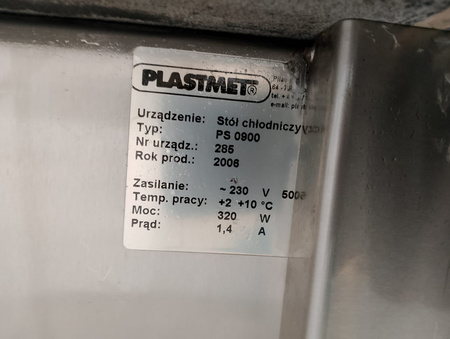 PLASTMET®
Urządzenie: Stół chłodniczy
Typ: PS 0900
Nr urządz.: 285
Rok prod.: 2006
Zasilanie: ~ 230 V
Temp. pracy: +2 +10 °C
Moc: 320 W
Prąd: 1,4 A